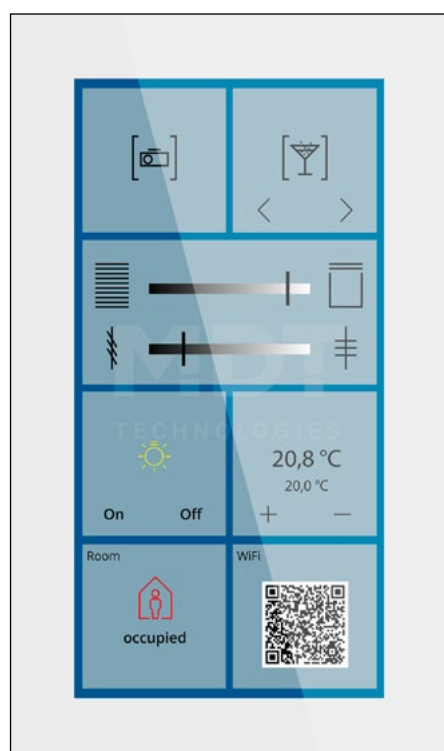 MDT
TECHNOLOGIES
20,8 °C
20,0 °C
+ −
On Off
Room
occupied
WiFi